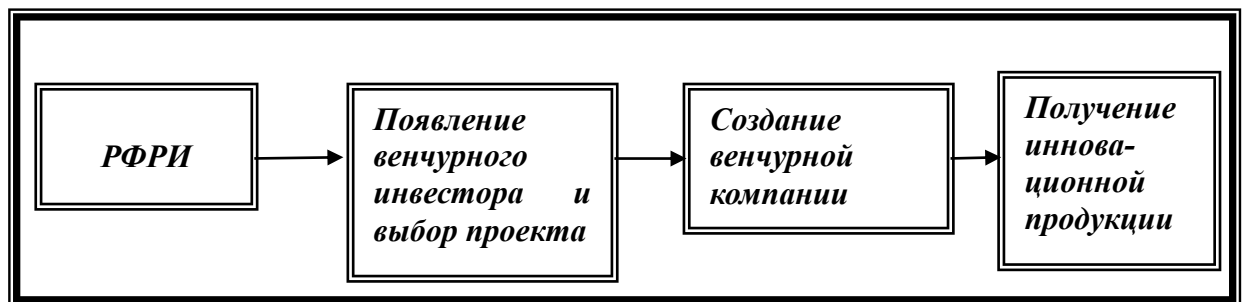 РФРИ
Появление
венчурного
инвестора и
выбор проекта
Создание
венчурной
компании
Получение
иннова-
ционной
продукции